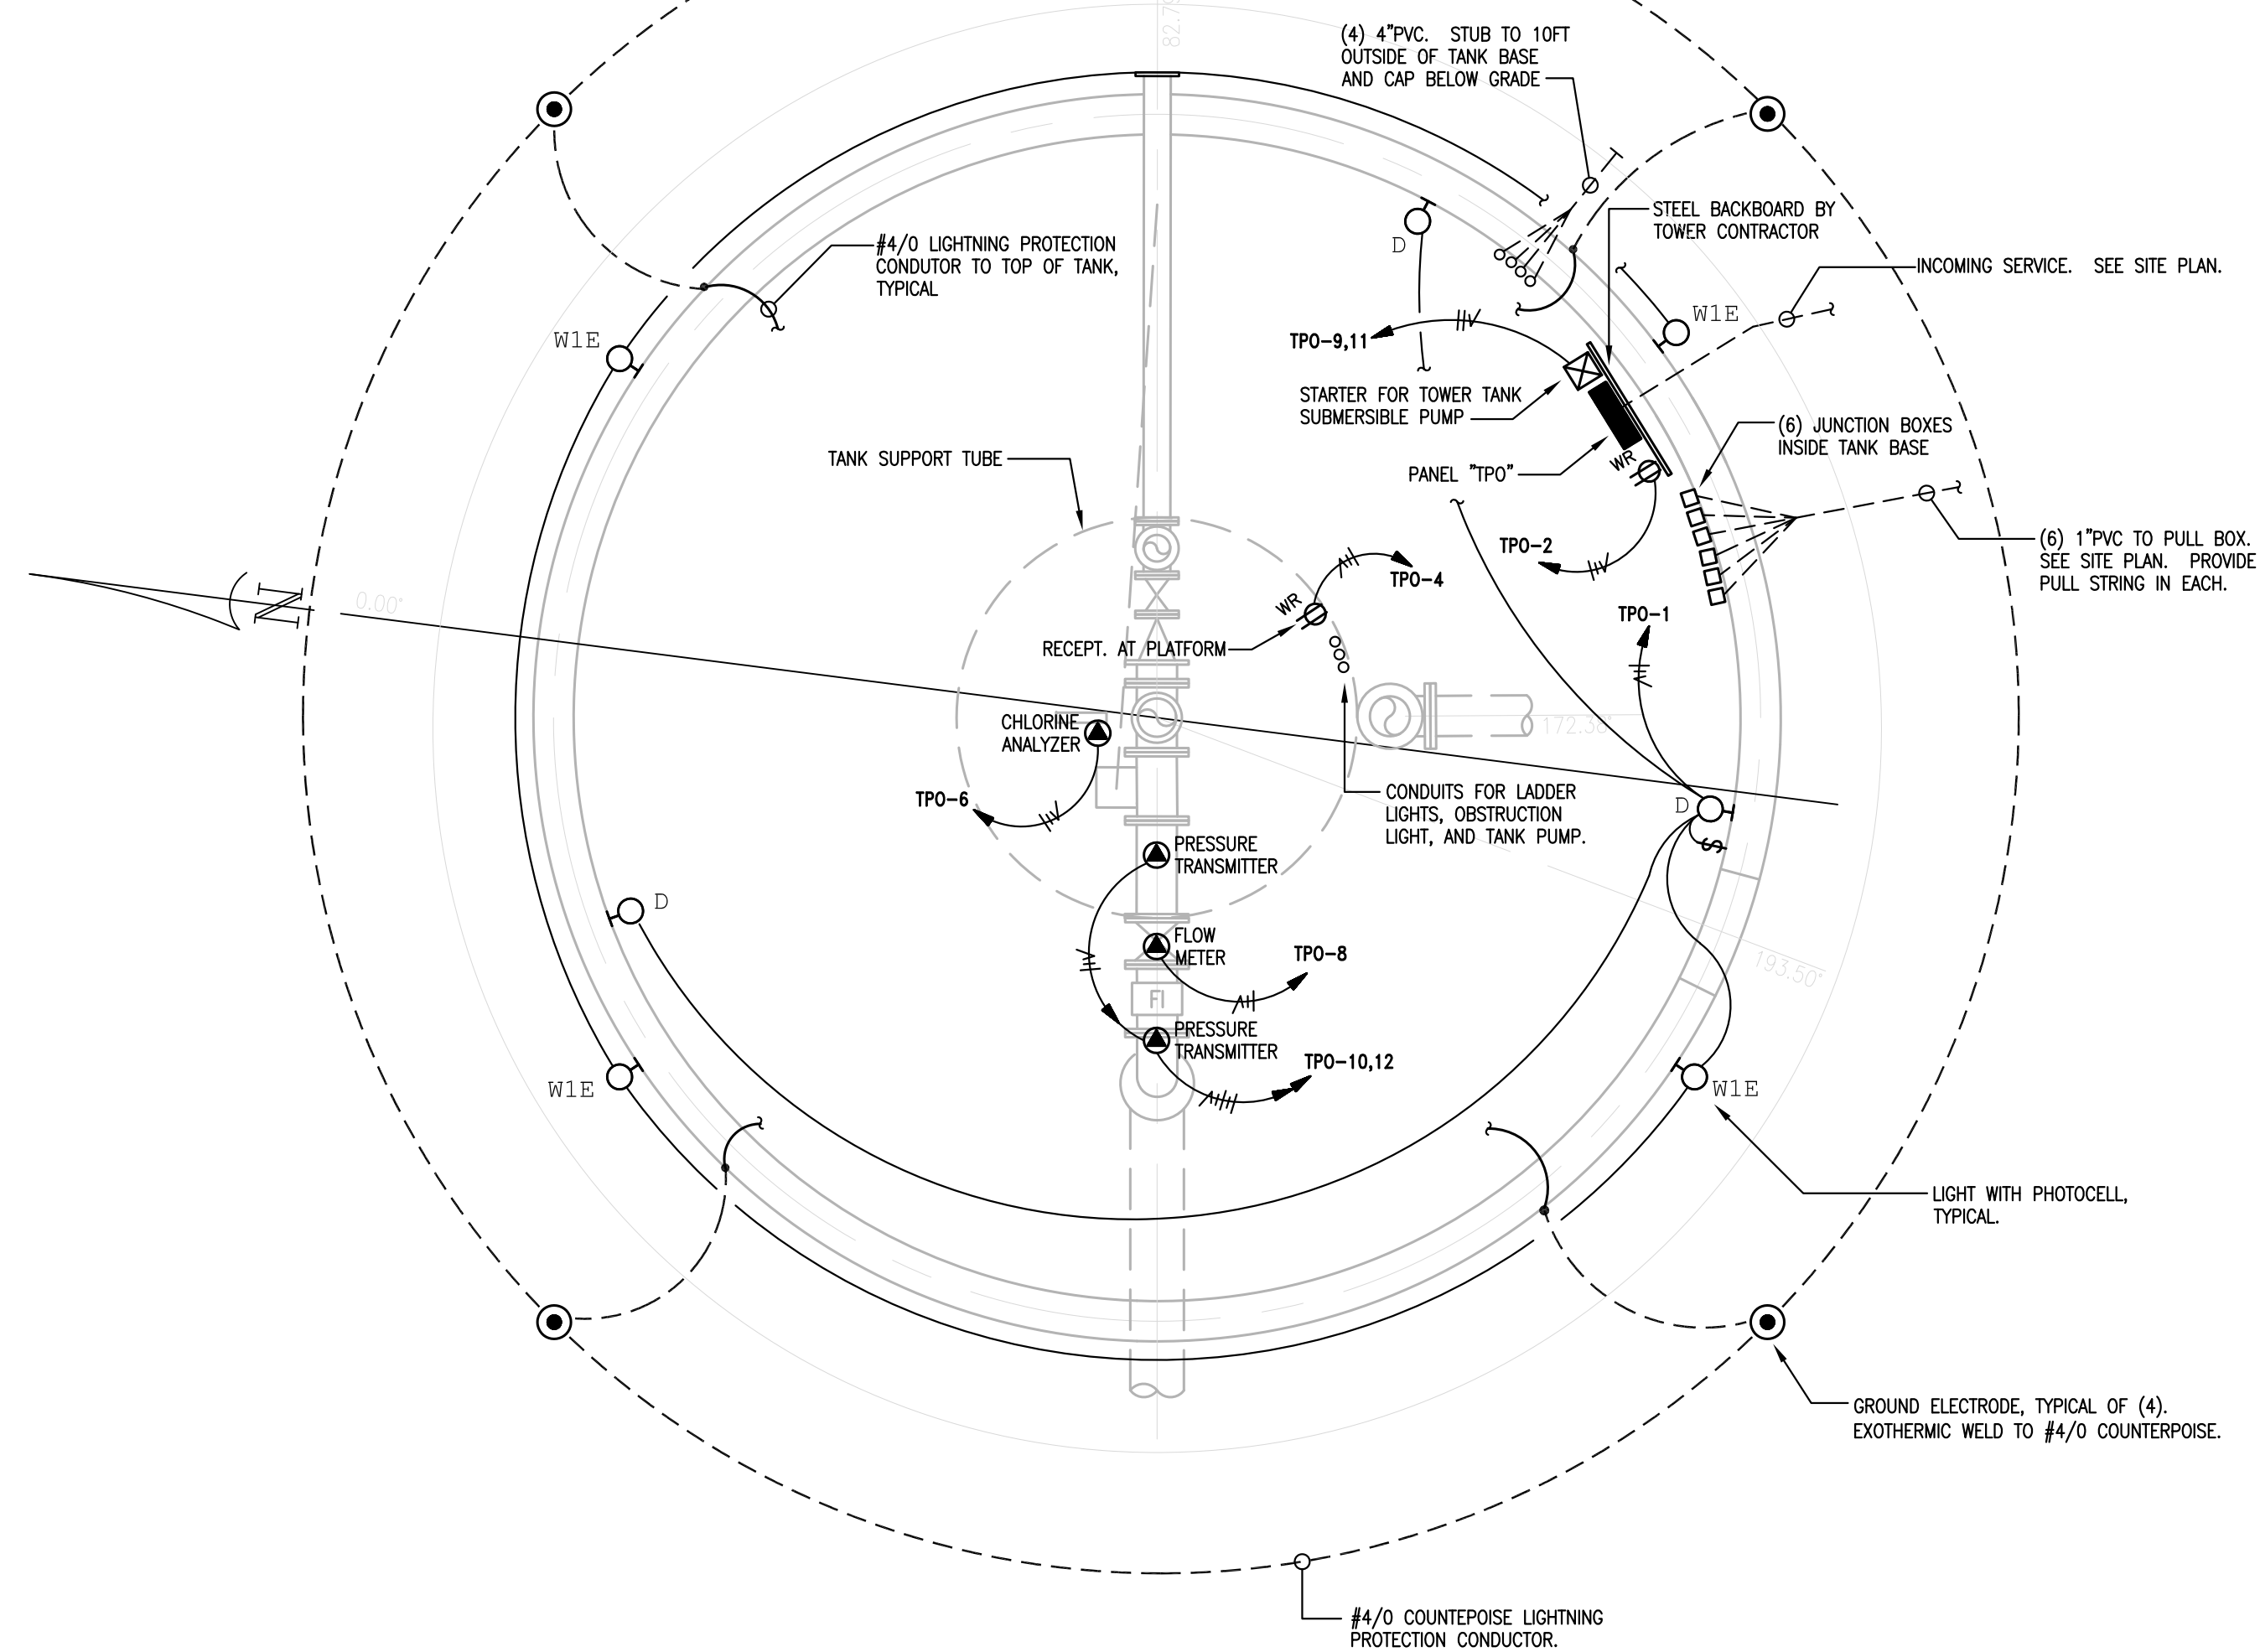 82.79
(4) 4"PVC. STUB TO 10FT
OUTSIDE OF TANK BASE
AND CAP BELOW GRADE
STEEL BACKBOARD BY
TOWER CONTRACTOR
D
#4/0 LIGHTNING PROTECTION
CONDUTOR TO TOP OF TANK,
TYPICAL
INCOMING SERVICE. SEE SITE PLAN.
W1E
W1E
TPO-9,11
STARTER FOR TOWER TANK
SUBMERSIBLE PUMP
(6) JUNCTION BOXES
INSIDE TANK BASE
TANK SUPPORT TUBE
WR
PANEL "TPO"
TPO-2
(6) 1"PVC TO PULL BOX.
SEE SITE PLAN. PROVIDE
PULL STRING IN EACH.
TPO-4
N
0.00°
WR
TPO-1
RECEPT. AT PLATFORM
CHLORINE
ANALYZER
172.30°
TPO-6
CONDUITS FOR LADDER
LIGHTS, OBSTRUCTION
LIGHT, AND TANK PUMP.
D
S
PRESSURE
TRANSMITTER
D
FLOW
METER
TPO-8
193.50°
FI
PRESSURE
TRANSMITTER
TPO-10,12
W1E
W1E
LIGHT WITH PHOTOCELL,
TYPICAL.
GROUND ELECTRODE, TYPICAL OF (4).
EXOTHERMIC WELD TO #4/0 COUNTERPOISE.
#4/0 COUNTEPOISE LIGHTNING
PROTECTION CONDUCTOR.